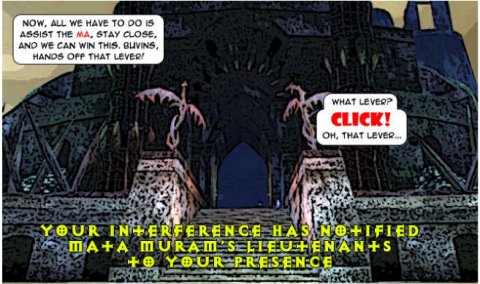 NOW, ALL WE HAVE TO DO IS
ASSIST THE MA, STAY CLOSE,
AND WE CAN WIN THIS. BLIVINS,
HANDS OFF THAT LEVER!
WHAT LEVER?
CLICK!
OH, THAT LEVER...
YOUR INTERFERENCE HAS NOTIFIED
MATA MURAM'S LIEUTENANTS
TO YOUR PRESENCE